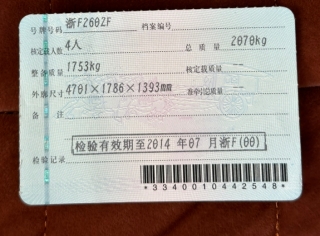 号牌号码 浙F2602F 档案编号
核定载人数 4人 总质量 2070kg
整备质量 1753kg 核定载质量 --
外廓尺寸 4701×1786×1393mm 准牵引总质量 --
备注
检验有效期至2014 年07 月浙F(00)
检验记录
*3340010442548*